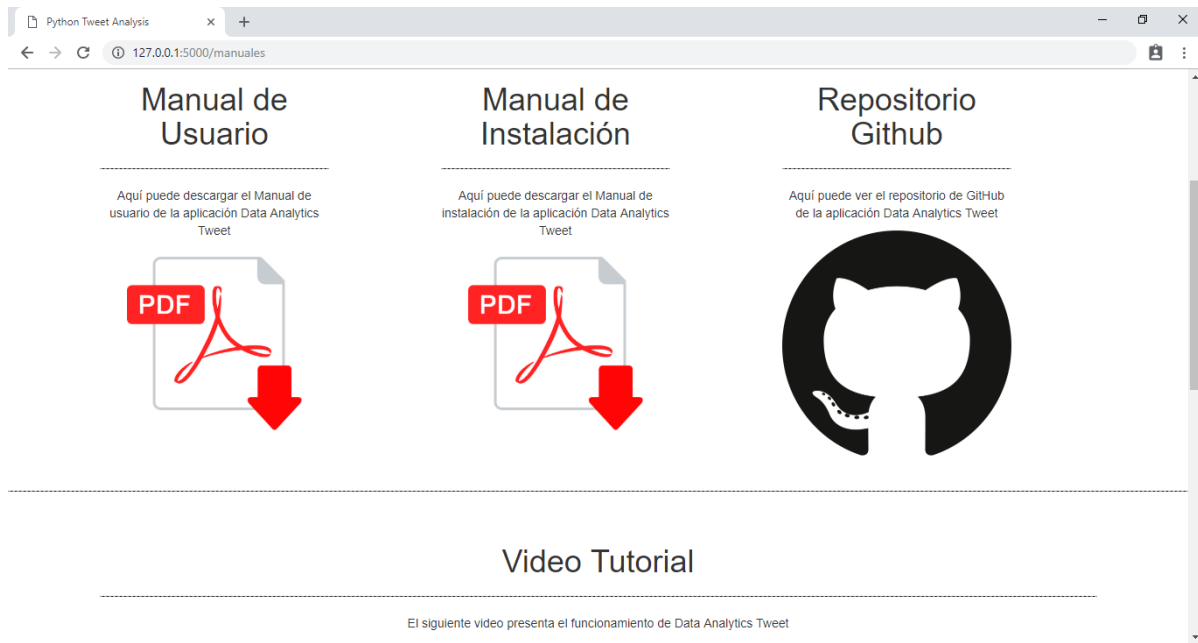 Python Tweet Analysis
127.0.0.1:5000/manuales
Manual de
Usuario
Aquí puede descargar el Manual de
usuario de la aplicación Data Analytics
Tweet
PDF
Manual de
Instalación
Aquí puede descargar el Manual de
instalación de la aplicación Data Analytics
Tweet
PDF
Repositorio
Github
Aquí puede ver el repositorio de GitHub
de la aplicación Data Analytics Tweet
Video Tutorial
El siguiente video presenta el funcionamiento de Data Analytics Tweet